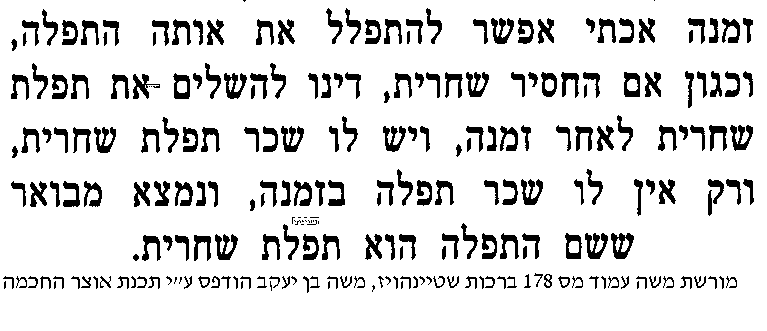 זמנה אכתי אפשר להתפלל את אותה התפלה,
וכגון אם החסיר שחרית, דינו להשלים את תפלת
שחרית לאחר זמנה, ויש לו שכר תפלת שחרית,
ורק אין לו שכר תפלה בזמנה, ונמצא מבואר
ששם התפלה הוא תפלת שחרית.
מורשת משה עמוד מס 178 ברכות שטיינהויז, משה בן יעקב הודפס ע״י תכנת אוצר החכמה